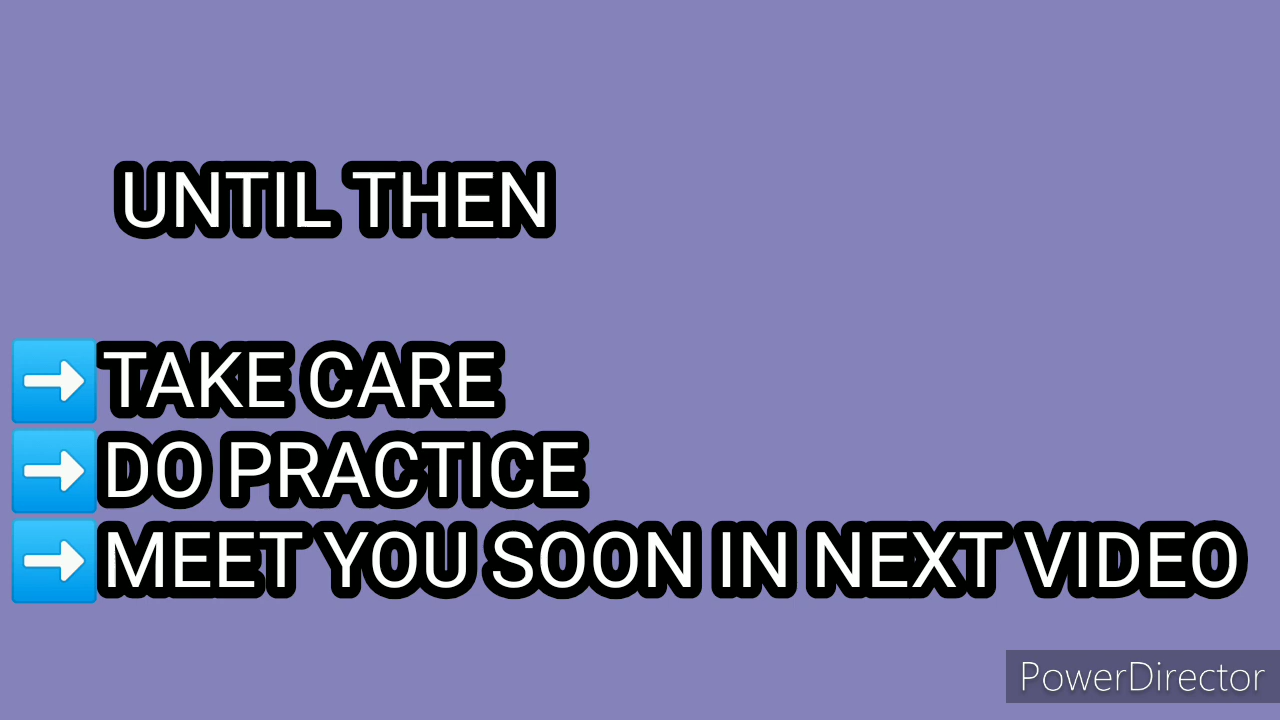 UNTIL THEN
➡️TAKE CARE
➡️DO PRACTICE
➡️MEET YOU SOON IN NEXT VIDEO
PowerDirector